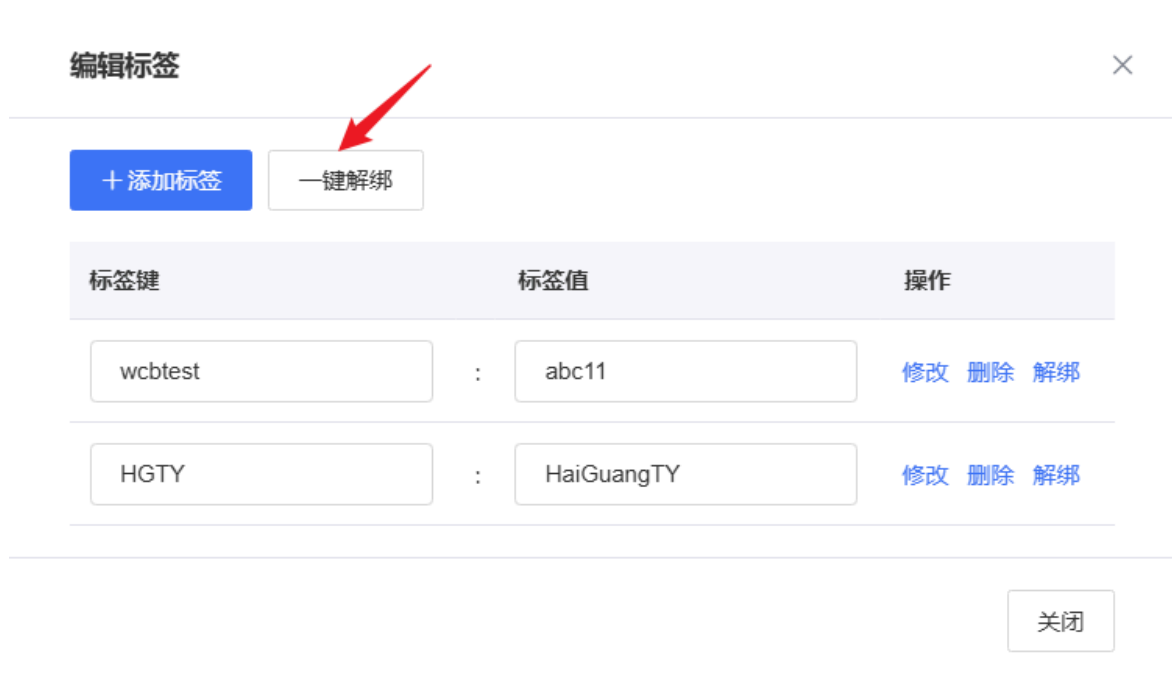 编辑标签
＋添加标签 一键解绑
标签键 标签值 操作
wcbtest : abc11 修改 删除 解绑
HGTY : HaiGuangTY 修改 删除 解绑
关闭